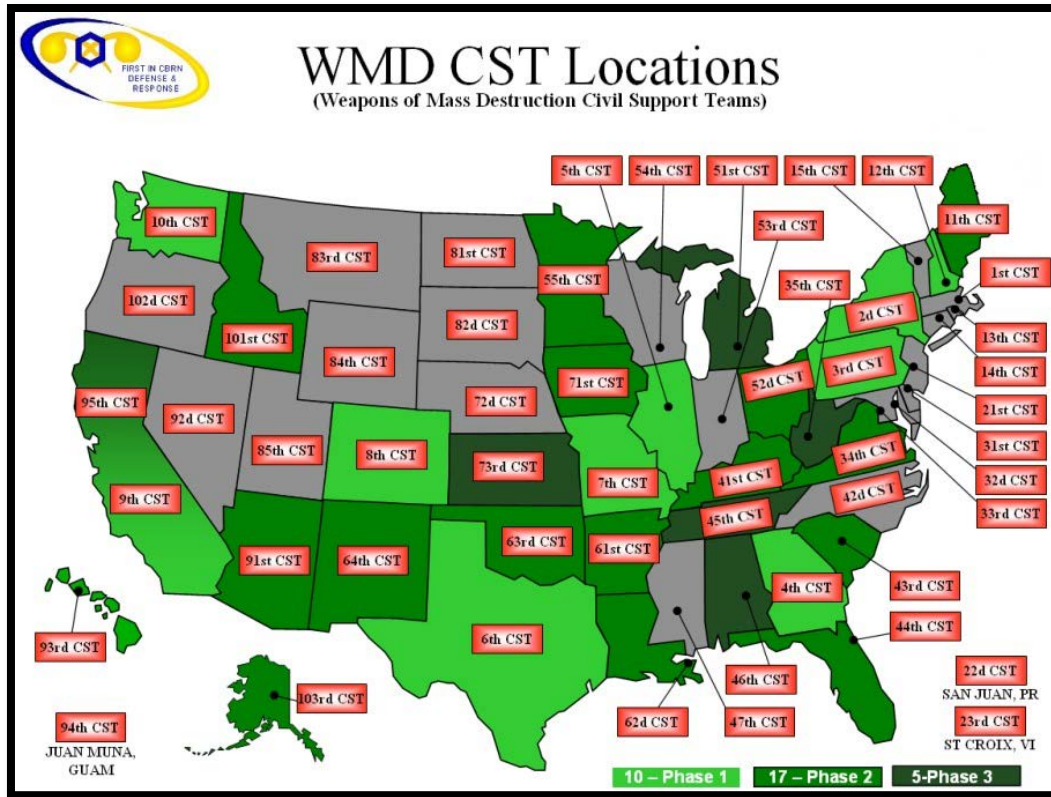 FIRST IN CBRN
DEFENSE &
RESPONSE
WMD CST Locations
(Weapons of Mass Destruction Civil Support Teams)
5th CST
54th CST
51st CST
15th CST
12th CST
10th CST
83rd CST
81st CST
53rd CST
11th CST
102d CST
55th CST
35th CST
1st CST
82d CST
2d CST
101st CST
13th CST
84th CST
3rd CST
14th CST
95th CST
71st CST
52d CST
92d CST
72d CST
21st CST
85th CST
8th CST
31st CST
73rd CST
34th CST
41st CST
32d CST
9th CST
7th CST
42d CST
33rd CST
45th CST
63rd CST
61st CST
91st CST
64th CST
4th CST
43rd CST
6th CST
44th CST
93rd CST
22d CST
SAN JUAN, PR
46th CST
103rd CST
62d CST
47th CST
94th CST
JUAN MUNA,
GUAM
23rd CST
ST CROIX, VI
10 – Phase 1
17 – Phase 2
5-Phase 3